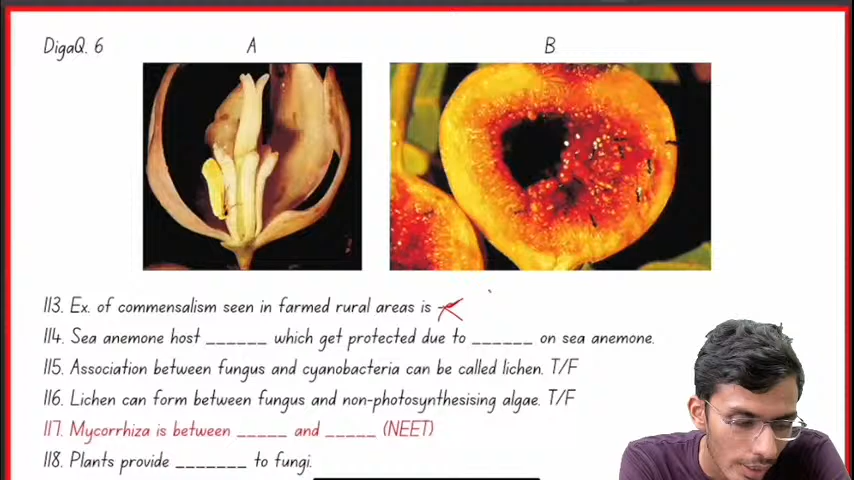 DigaQ. 6 A B
113. Ex. of commensalism seen in farmed rural areas is
114. Sea anemone host ______ which get protected due to ______ on sea anemone.
115. Association between fungus and cyanobacteria can be called lichen. T/F
116. Lichen can form between fungus and non-photosynthesising algae. T/F
117. Mycorrhiza is between _____ and _____ (NEET)
118. Plants provide _______ to fungi.